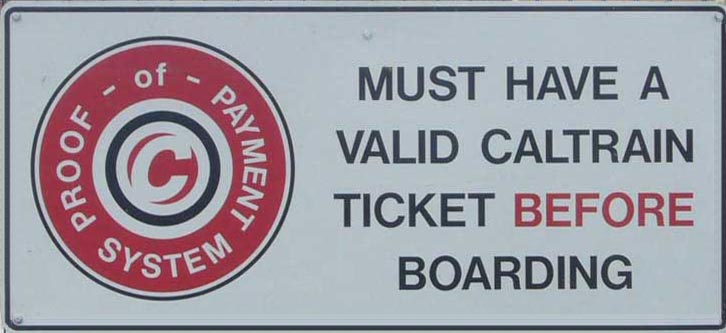 PROOF - of - PAYMENT
SYSTEM
C
MUST HAVE A
VALID CALTRAIN
TICKET BEFORE
BOARDING